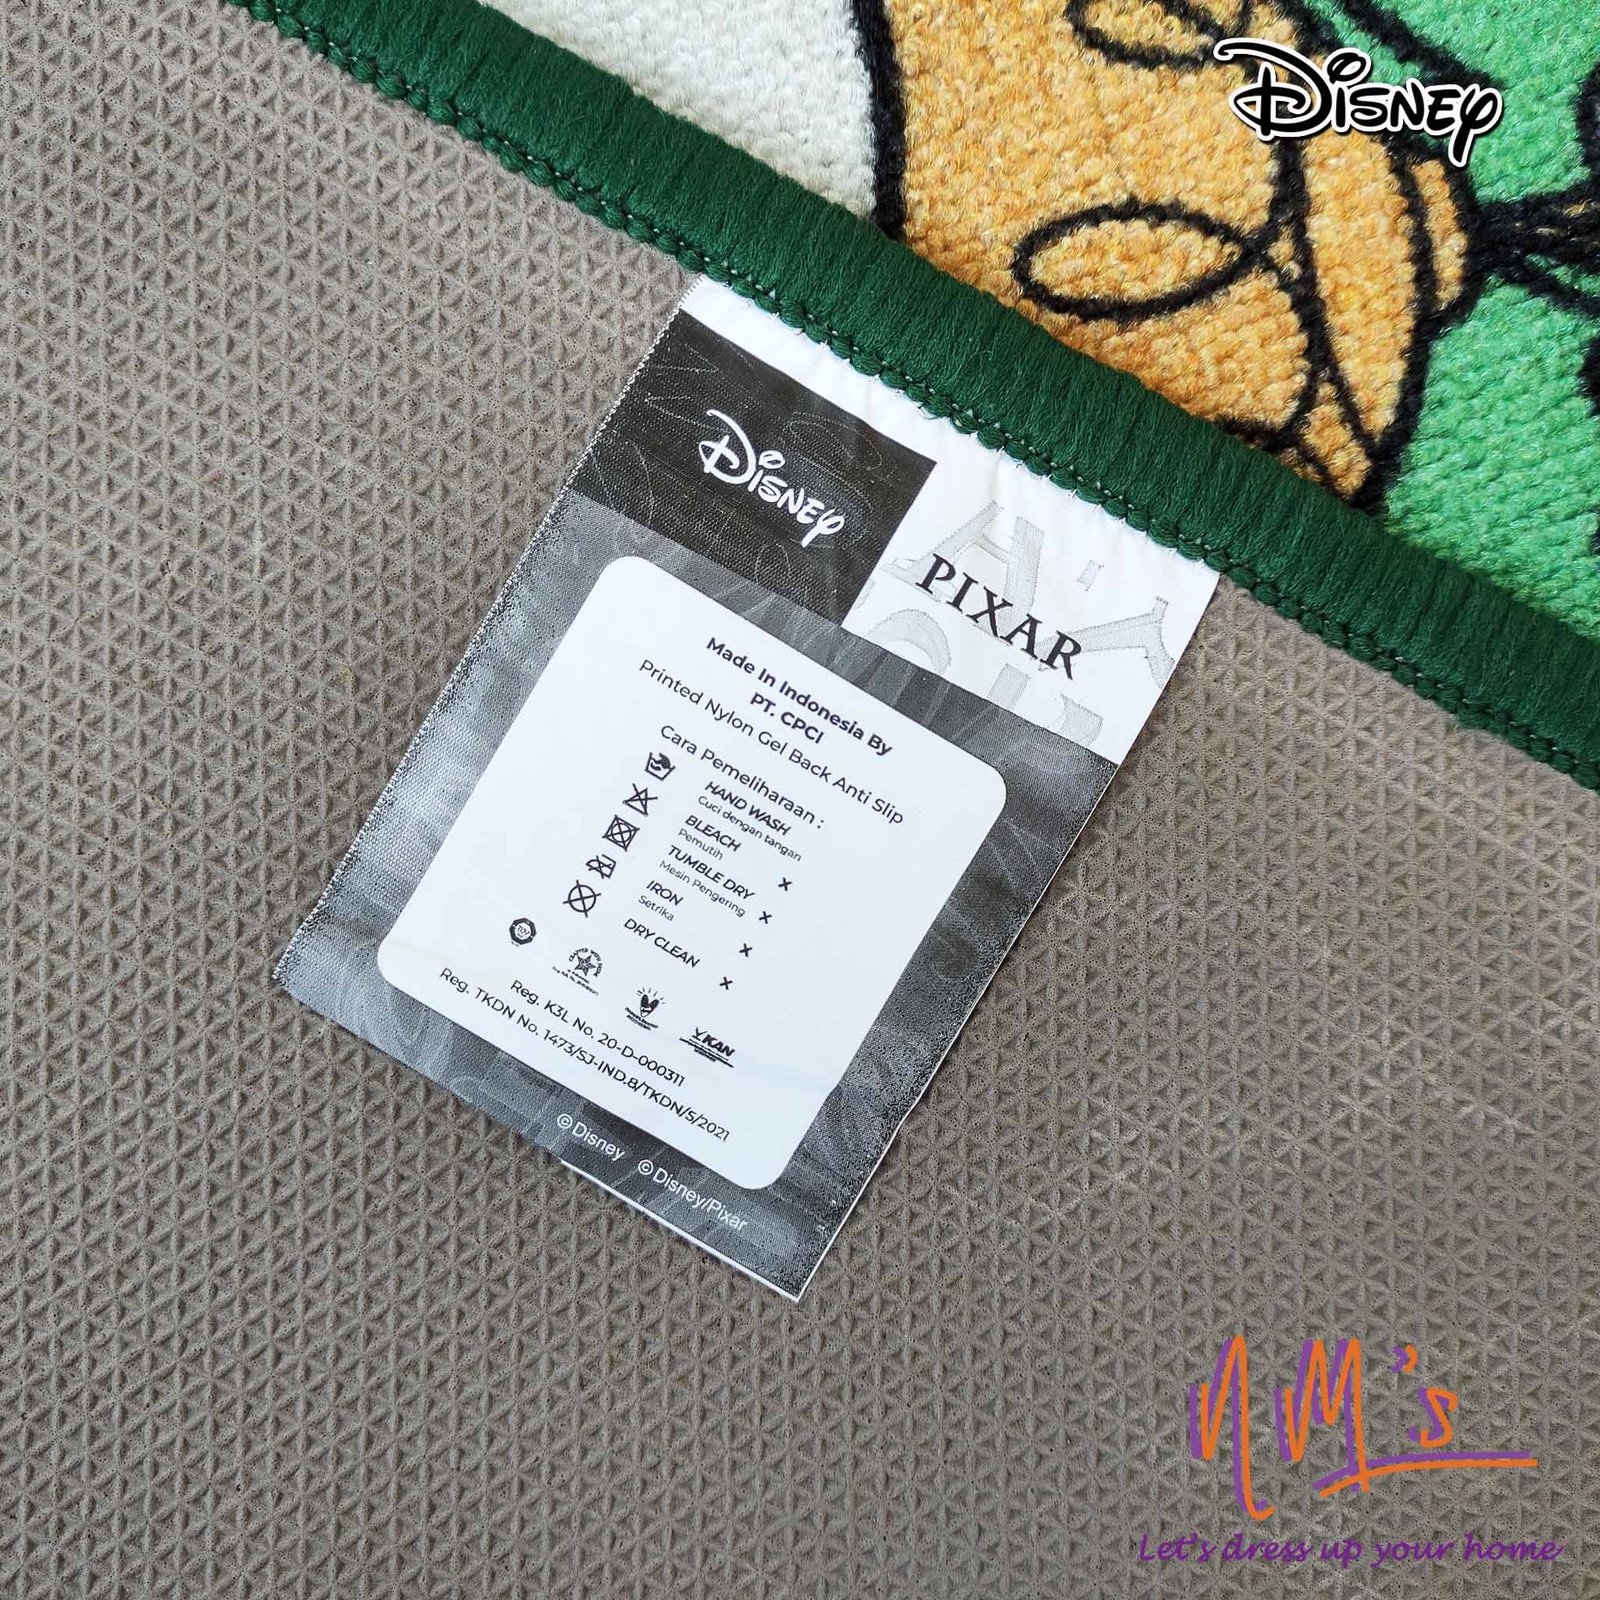 Disney
Disney
PIXAR
Made In Indonesia By
PT. CPCI
Printed Nylon Gel Back Anti Slip
Cara Pemeliharaan :
HAND WASH
Cuci dengan tangan
BLEACH X
Pemutih
TUMBLE DRY X
Mesin Pengering
IRON X
Setrika
DRY CLEAN X
KAN
Reg. K3L No. 20-D-000311
Reg. TKDN No. 1473/SJ-IND.8/TKDN/5/2021
©Disney ©Disney/Pixar
NM's
Let's dress up your home